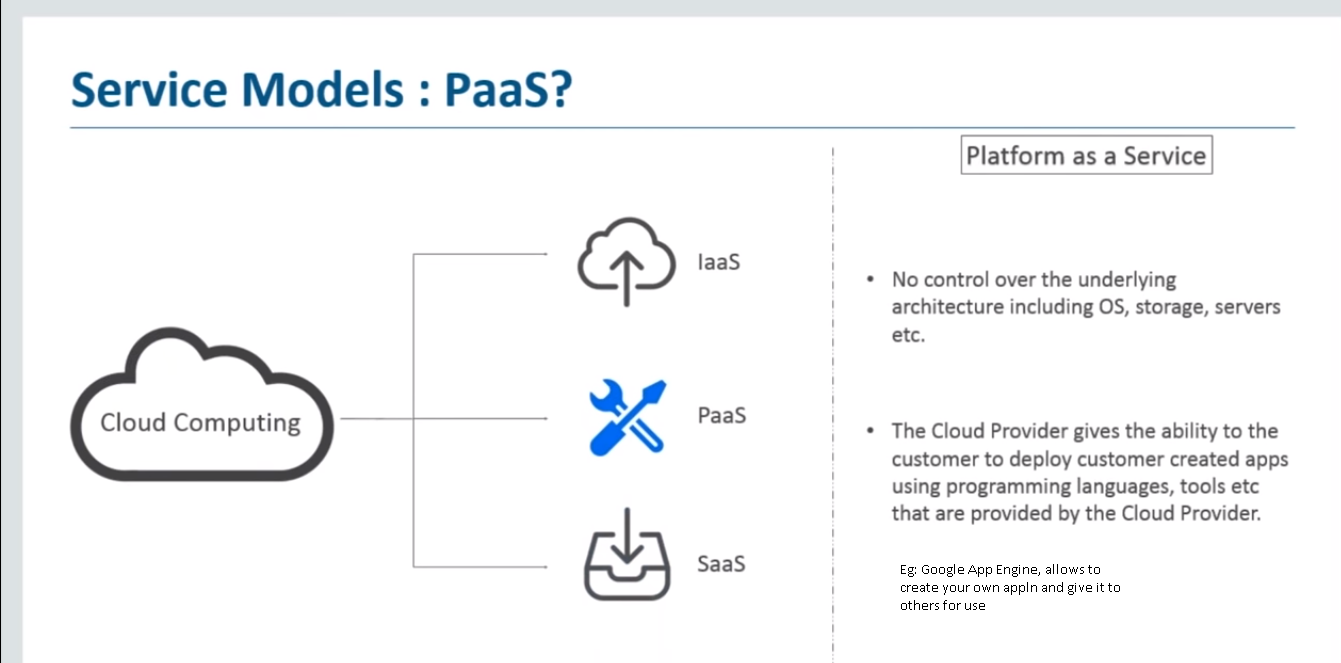 Service Models : PaaS?
Platform as a Service
IaaS
Cloud Computing
PaaS
SaaS
• No control over the underlying
architecture including OS, storage, servers
etc.
• The Cloud Provider gives the ability to the
customer to deploy customer created apps
using programming languages, tools etc
that are provided by the Cloud Provider.
Eg: Google App Engine, allows to
create your own appln and give it to
others for use